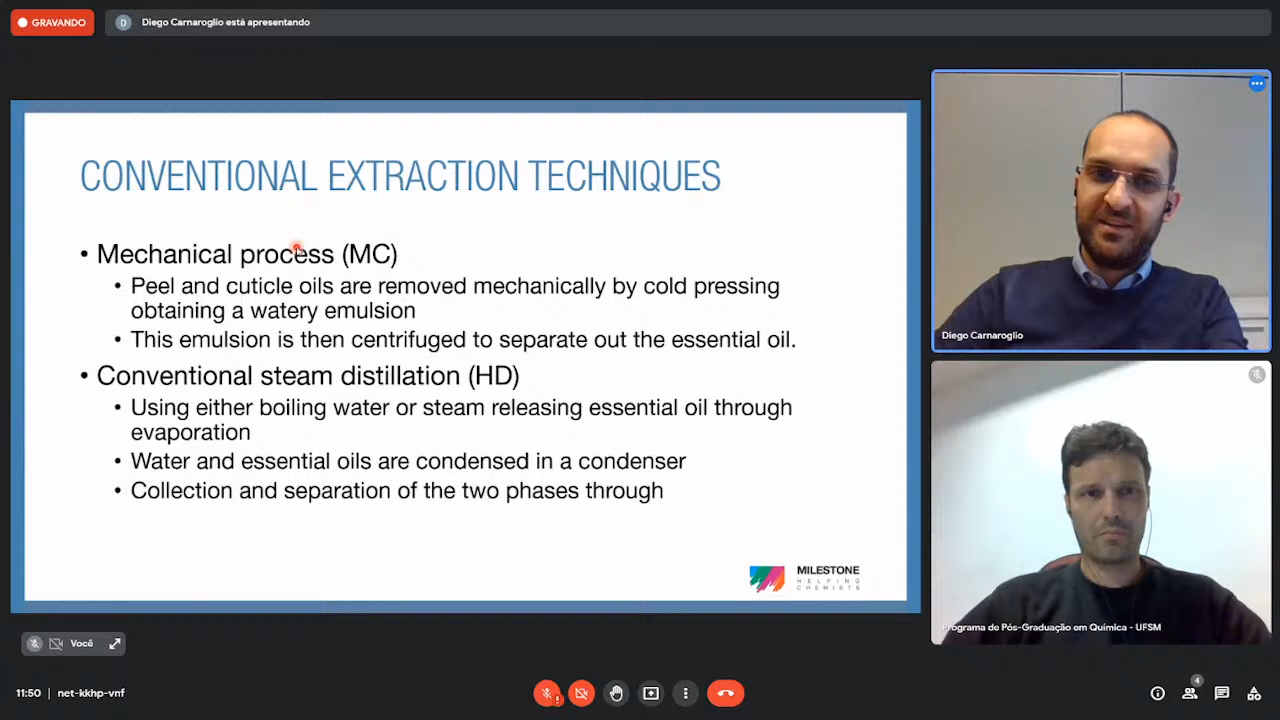 GRAVANDO
D
Diego Carnaroglio está apresentando
CONVENTIONAL EXTRACTION TECHNIQUES
• Mechanical process (MC)
• Peel and cuticle oils are removed mechanically by cold pressing
obtaining a watery emulsion
• This emulsion is then centrifuged to separate out the essential oil.
• Conventional steam distillation (HD)
• Using either boiling water or steam releasing essential oil through
evaporation
• Water and essential oils are condensed in a condenser
• Collection and separation of the two phases through
MILESTONE
HELPING
CHEMISTS
Diego Carnaroglio
Programa de Pós-Graduação em Química - UFSM
Você
11:50 | net-kkhp-vnf
4